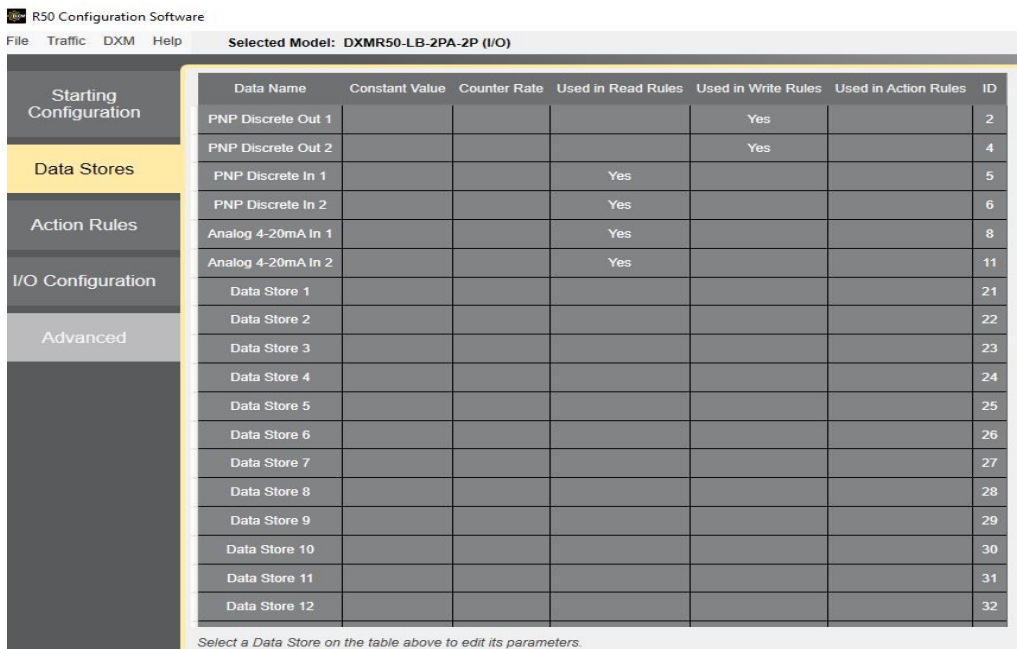 R50 Configuration Software
File Traffic DXM Help Selected Model: DXMR50-LB-2PA-2P (I/O)
Starting
Configuration
Data Stores
Action Rules
I/O Configuration
Advanced
Data Name Constant Value Counter Rate Used in Read Rules Used in Write Rules Used in Action Rules ID
PNP Discrete Out 1 Yes 2
PNP Discrete Out 2 Yes 4
PNP Discrete In 1 Yes 5
PNP Discrete In 2 Yes 6
Analog 4-20mA In 1 Yes 8
Analog 4-20mA In 2 Yes 11
Data Store 1 21
Data Store 2 22
Data Store 3 23
Data Store 4 24
Data Store 5 25
Data Store 6 26
Data Store 7 27
Data Store 8 28
Data Store 9 29
Data Store 10 30
Data Store 11 31
Data Store 12 32
Select a Data Store on the table above to edit its parameters.